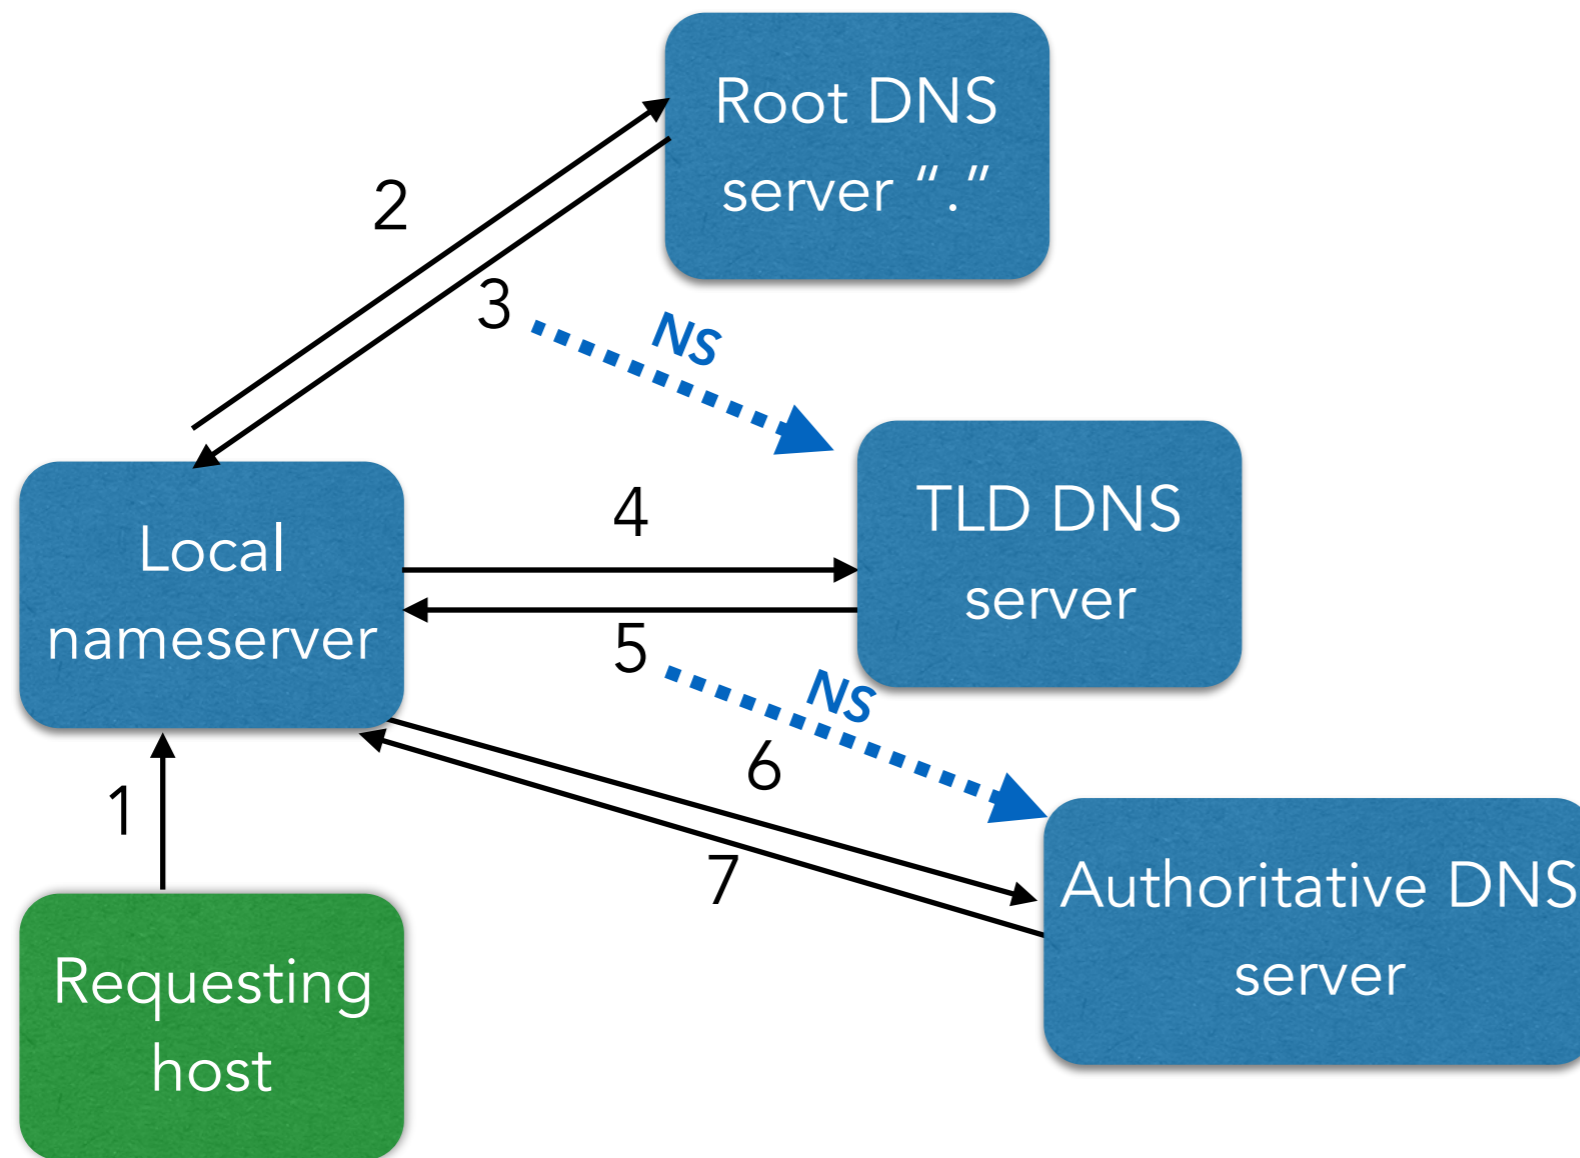 Root DNS
server “.”
2
3
NS
Local
nameserver
4
TLD DNS
server
5
NS
6
1
7
Authoritative DNS
server
Requesting
host